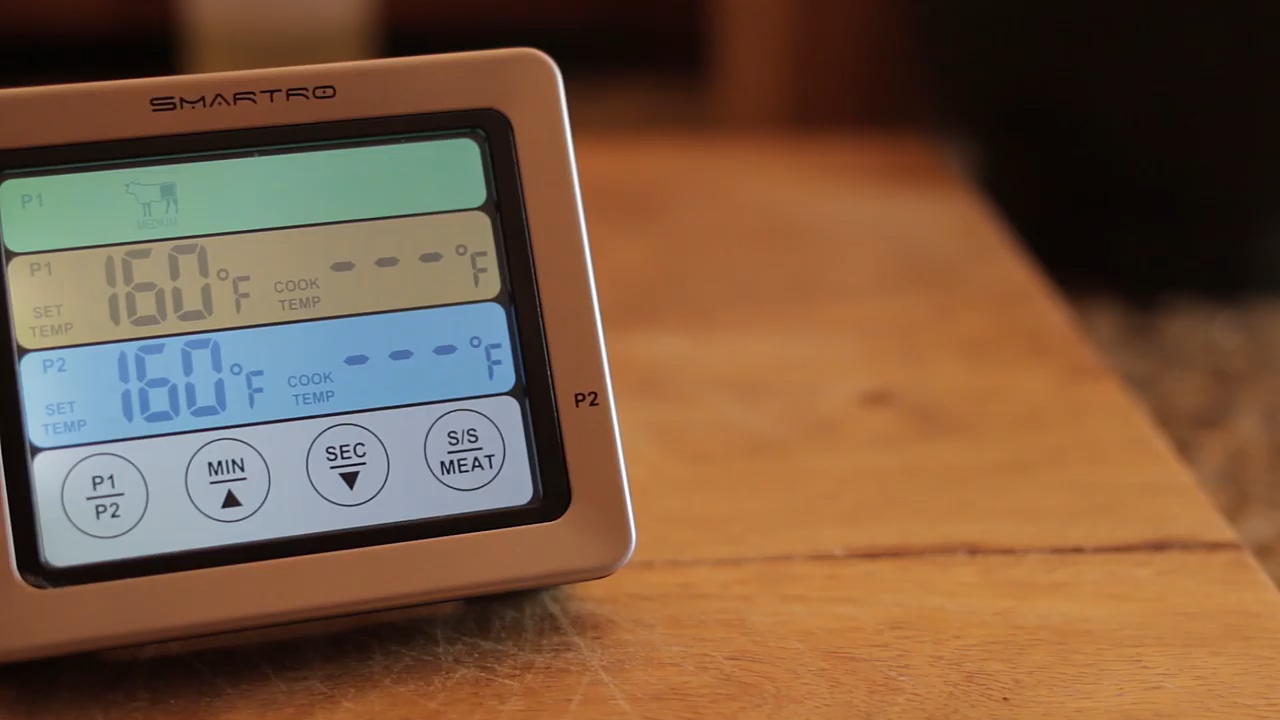 SMARTRO
P1
MEDIUM
P1
SET
TEMP
160°F
COOK
TEMP
---°F
P2
SET
TEMP
160°F
COOK
TEMP
---°F
P2
P1
P2
MIN
▲
SEC
▼
S/S
MEAT